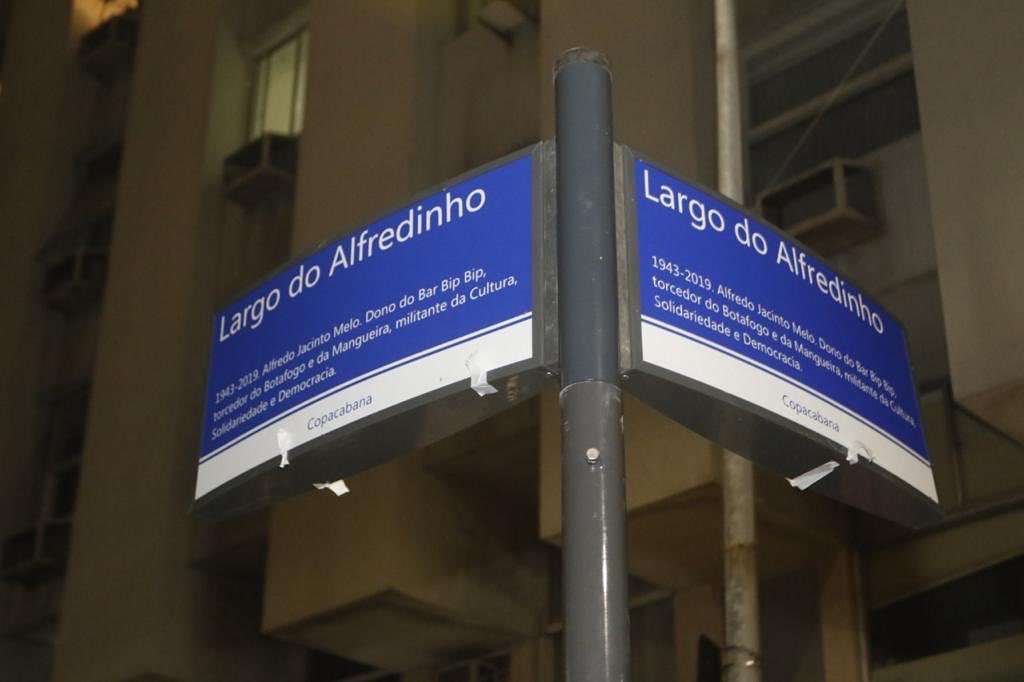 Largo do Alfredinho
1943-2019. Alfredo Jacinto Melo. Dono do Bar Bip Bip,
torcedor do Botafogo e da Mangueira, militante da Cultura,
Solidariedade e Democracia.
Copacabana
Largo do Alfredinho
1943-2019. Alfredo Jacinto Melo. Dono do Bar Bip Bip,
torcedor do Botafogo e da Mangueira, militante da Cultura,
Solidariedade e Democracia.
Copacabana